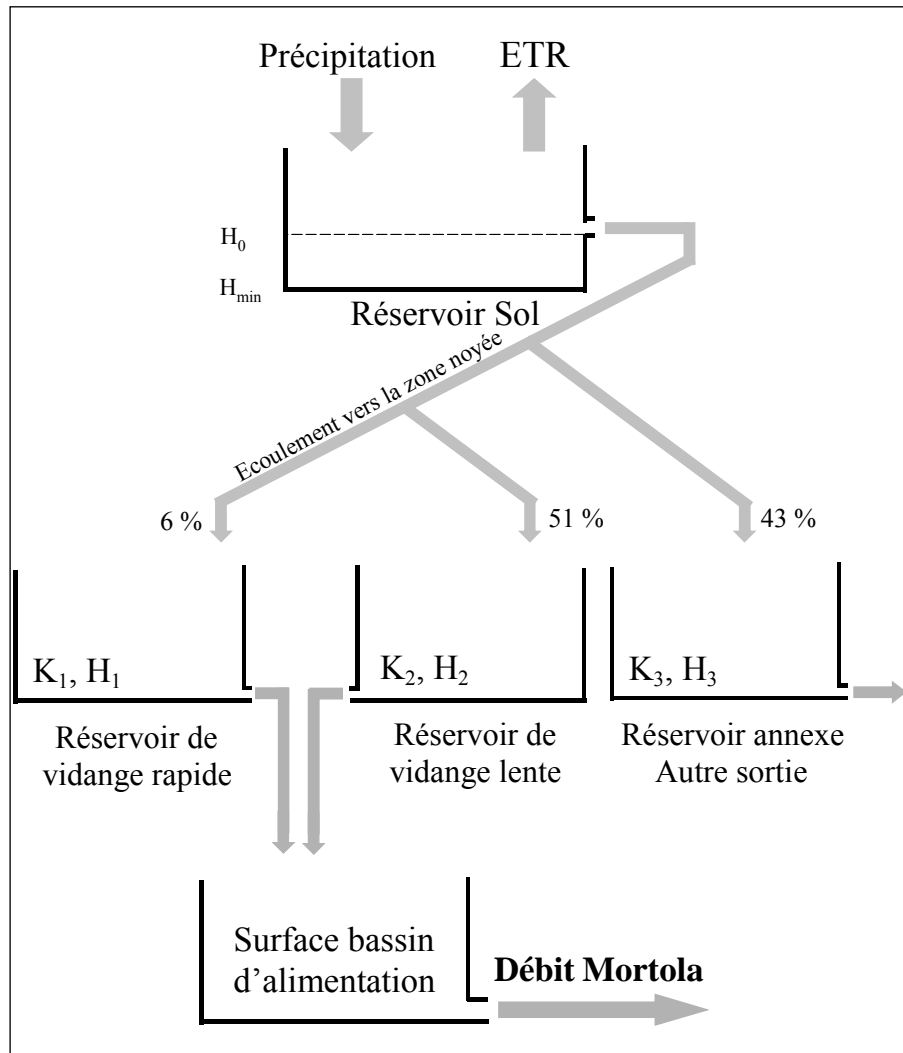 Précipitation
ETR
H0
Hmin
Réservoir Sol
Ecoulement vers la zone noyée
6 %
51 %
43 %
K1, H1
K2, H2
K3, H3
Réservoir de
vidange rapide
Réservoir de
vidange lente
Réservoir annexe
Autre sortie
Surface bassin
d’alimentation
Débit Mortola